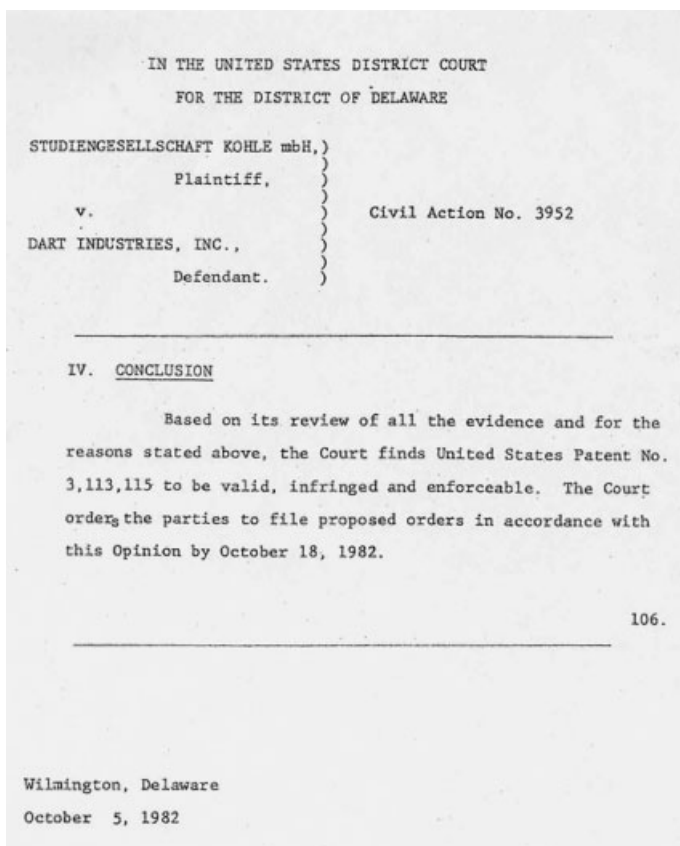 IN THE UNITED STATES DISTRICT COURT
FOR THE DISTRICT OF DELAWARE
STUDIENGESELLSCHAFT KOHLE mbH,)
Plaintiff, )
v. ) Civil Action No. 3952
DART INDUSTRIES, INC., )
Defendant. )
IV. CONCLUSION
Based on its review of all the evidence and for the
reasons stated above, the Court finds United States Patent No.
3,113,115 to be valid, infringed and enforceable. The Court
orders the parties to file proposed orders in accordance with
this Opinion by October 18, 1982.
106.
Wilmington, Delaware
October 5, 1982